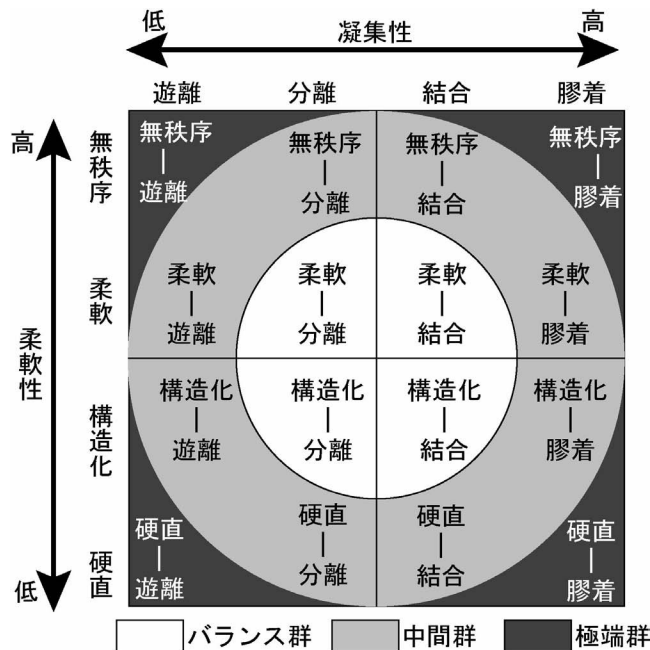 低 高
凝集性
遊離 分離 結合 膠着
高
無秩序
柔軟
柔軟性
構造化
硬直
低
無秩序｜遊離
無秩序｜分離
無秩序｜結合
無秩序｜膠着
柔軟｜遊離
柔軟｜分離
柔軟｜結合
柔軟｜膠着
構造化｜遊離
構造化｜分離
構造化｜結合
構造化｜膠着
硬直｜遊離
硬直｜分離
硬直｜結合
硬直｜膠着
バランス群 中間群 極端群